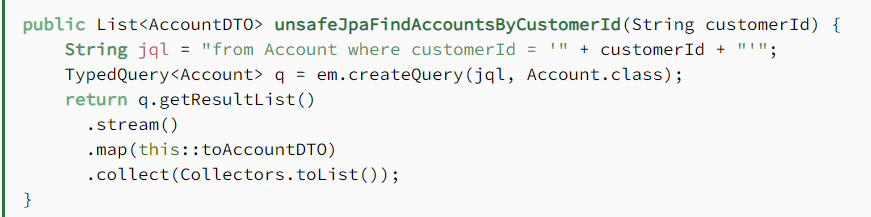 public List<AccountDTO> unsafeJpaFindAccountsByCustomerId(String customerId) {
    String jql = "from Account where customerId = '" + customerId + "'";
    TypedQuery<Account> q = em.createQuery(jql, Account.class);
    return q.getResultList()
      .stream()
      .map(this::toAccountDTO)
      .collect(Collectors.toList());
}